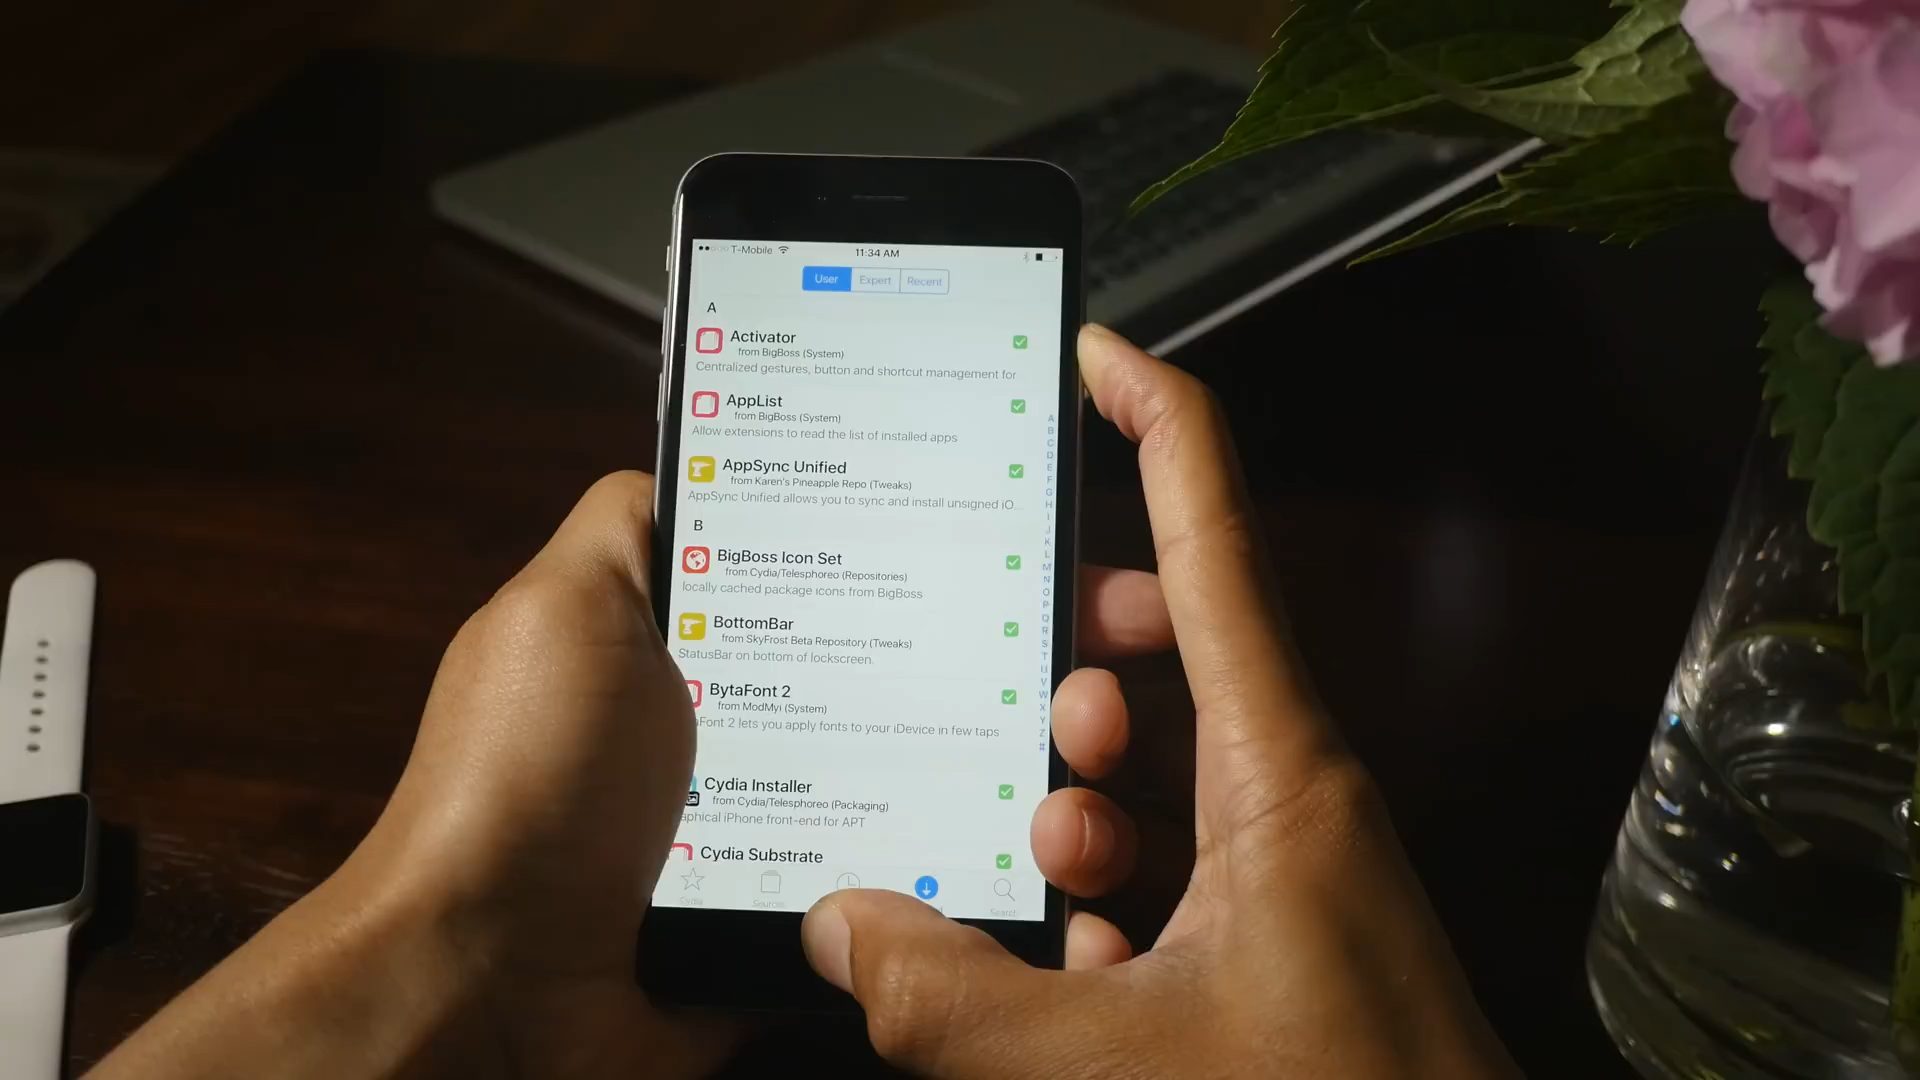 T-Mobile
11:34 AM
User Expert Recent
A
Activator
from BigBoss (System)
Centralized gestures, button and shortcut management for
AppList
from BigBoss (System)
Allow extensions to read the list of installed apps
AppSync Unified
from Karen's Pineapple Repo (Tweaks)
AppSync Unified allows you to sync and install unsigned iO...
B
BigBoss Icon Set
from Cydia/Telesphoreo (Repositories)
locally cached package icons from BigBoss
BottomBar
from SkyFrost Beta Repository (Tweaks)
StatusBar on bottom of lockscreen.
BytaFont 2
from ModMyi (System)
Font 2 lets you apply fonts to your iDevice in few taps
Cydia Installer
from Cydia/Telesphoreo (Packaging)
aphical iPhone front-end for APT
Cydia Substrate
A
B
C
D
E
F
G
H
I
J
K
L
M
N
O
P
Q
R
S
T
U
V
W
X
Y
Z
#
Cydia Sources Search